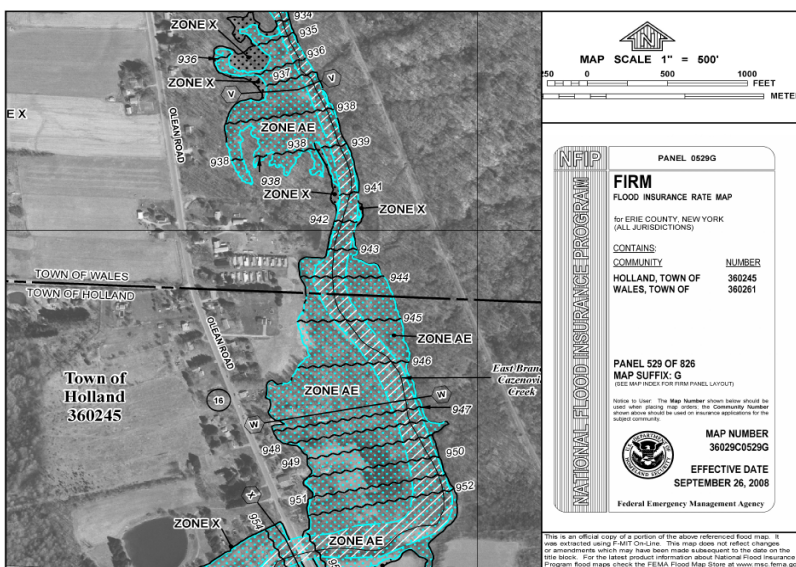 934
ZONE X
935
936
936
937
ZONE X
V
V
E X
938
OLEAN ROAD
ZONE AE
939
938
938
938
941
ZONE X
ZONE X
942
943
TOWN OF WALES
944
TOWN OF HOLLAND
945
OLEAN ROAD
ZONE AE
946
East Bran
Cazenovi
Creek
Town of
Holland
360245
ZONE AE
W
16
947
W
948
950
949
952
951
X
954
ZONE X
ZONE AE
MAP SCALE 1" = 500'
250 0 500 1000
FEET
METE
NFIP
NATIONAL FLOOD INSURANCE PROGRAM
PANEL 0529G
FIRM
FLOOD INSURANCE RATE MAP
for ERIE COUNTY, NEW YORK
(ALL JURISDICTIONS)
CONTAINS:
COMMUNITY NUMBER
HOLLAND, TOWN OF 360245
WALES, TOWN OF 360261
PANEL 529 OF 826
MAP SUFFIX: G
(SEE MAP INDEX FOR FIRM PANEL LAYOUT)
Notice to User: The Map Number shown below should be
used when placing map orders; the Community Number
shown above should be used on insurance applications for the
subject community.
MAP NUMBER
36029C0529G
EFFECTIVE DATE
SEPTEMBER 26, 2008
Federal Emergency Management Agency
This is an official copy of a portion of the above referenced flood map. It
was extracted using F-MIT On-Line. This map does not reflect changes
or amendments which may have been made subsequent to the date on the
title block. For the latest product information about National Flood Insurance
Program flood maps check the FEMA Flood Map Store at www.msc.fema.go